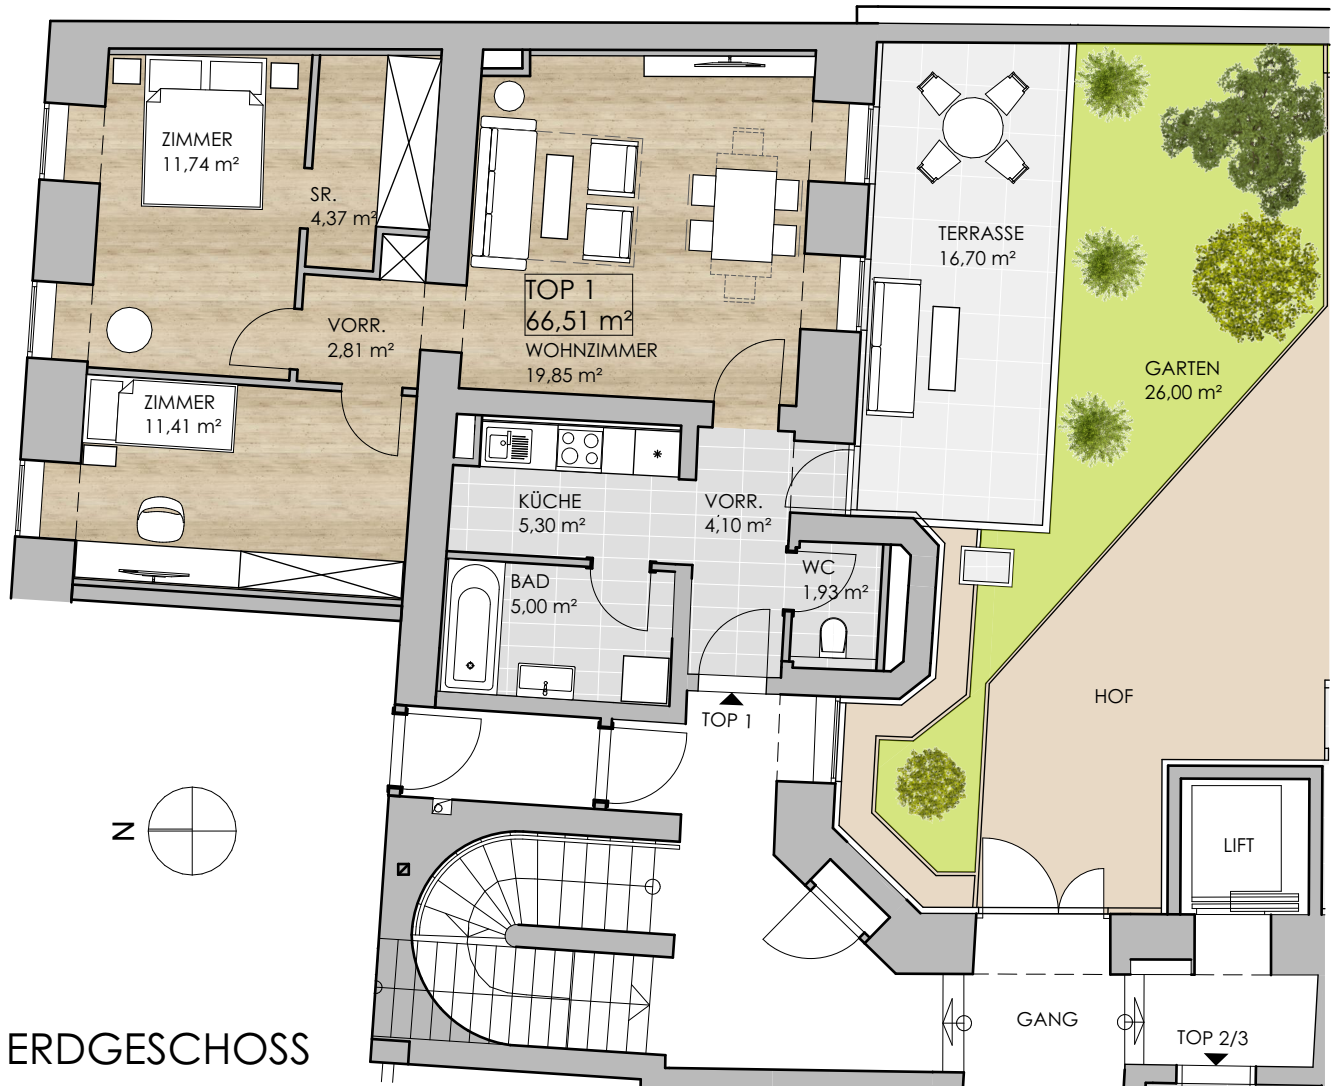 ZIMMER
11,74 m²
SR.
4,37 m²
TOP 1
66,51 m²
WOHNZIMMER
19,85 m²
VORR.
2,81 m²
ZIMMER
11,41 m²
TERRASSE
16,70 m²
GARTEN
26,00 m²
KÜCHE
5,30 m²
VORR.
4,10 m²
BAD
5,00 m²
WC
1,93 m²
TOP 1
HOF
LIFT
N
GANG
TOP 2/3
ERDGESCHOSS